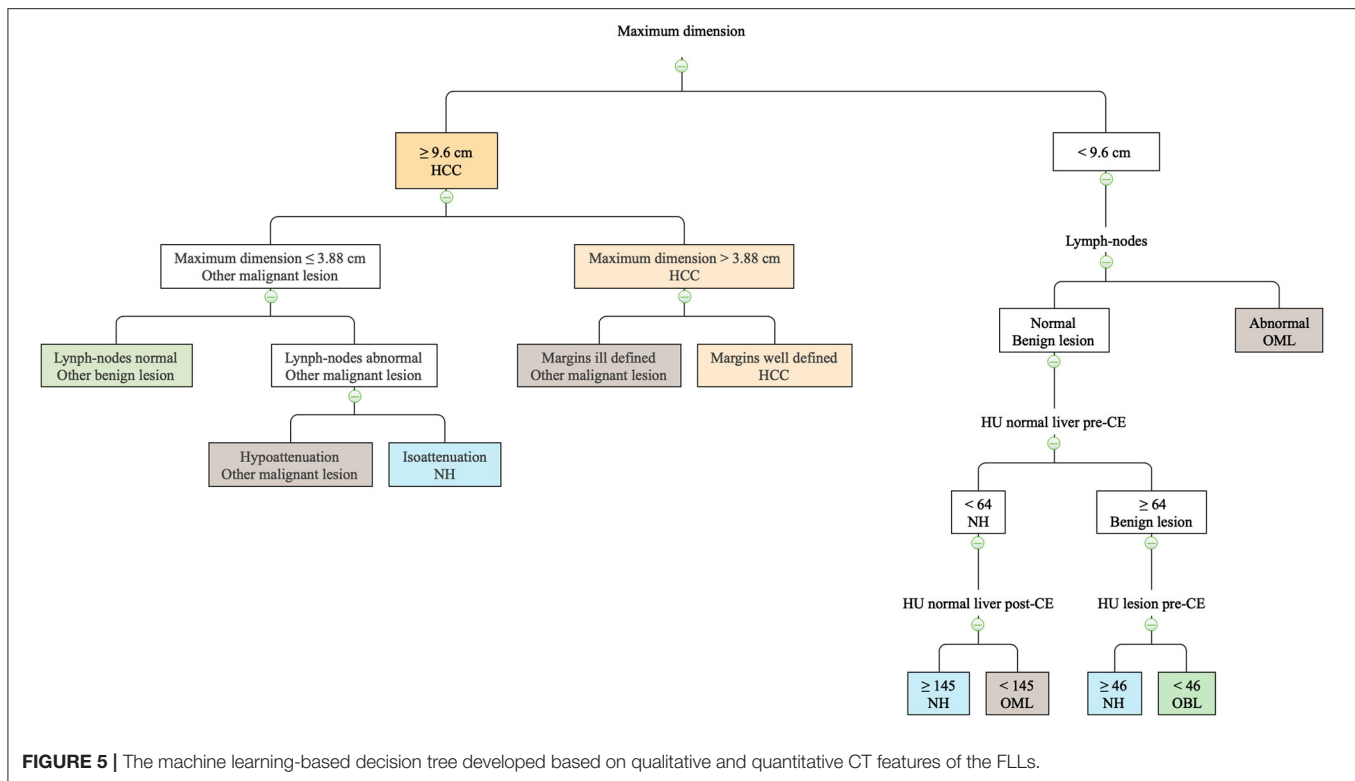 Maximum dimension
≥ 9.6 cm
HCC
< 9.6 cm
Maximum dimension ≤ 3.88 cm
Other malignant lesion
Maximum dimension > 3.88 cm
HCC
Lymph-nodes
Lynph-nodes normal
Other benign lesion
Lynph-nodes abnormal
Other malignant lesion
Margins ill defined
Other malignant lesion
Margins well defined
HCC
Normal
Benign lesion
Abnormal
OML
Hypoattenuation
Other malignant lesion
Isoattenuation
NH
HU normal liver pre-CE
< 64
NH
≥ 64
Benign lesion
HU normal liver post-CE
HU lesion pre-CE
≥ 145
NH
< 145
OML
≥ 46
NH
< 46
OBL
FIGURE 5 | The machine learning-based decision tree developed based on qualitative and quantitative CT features of the FLLs.